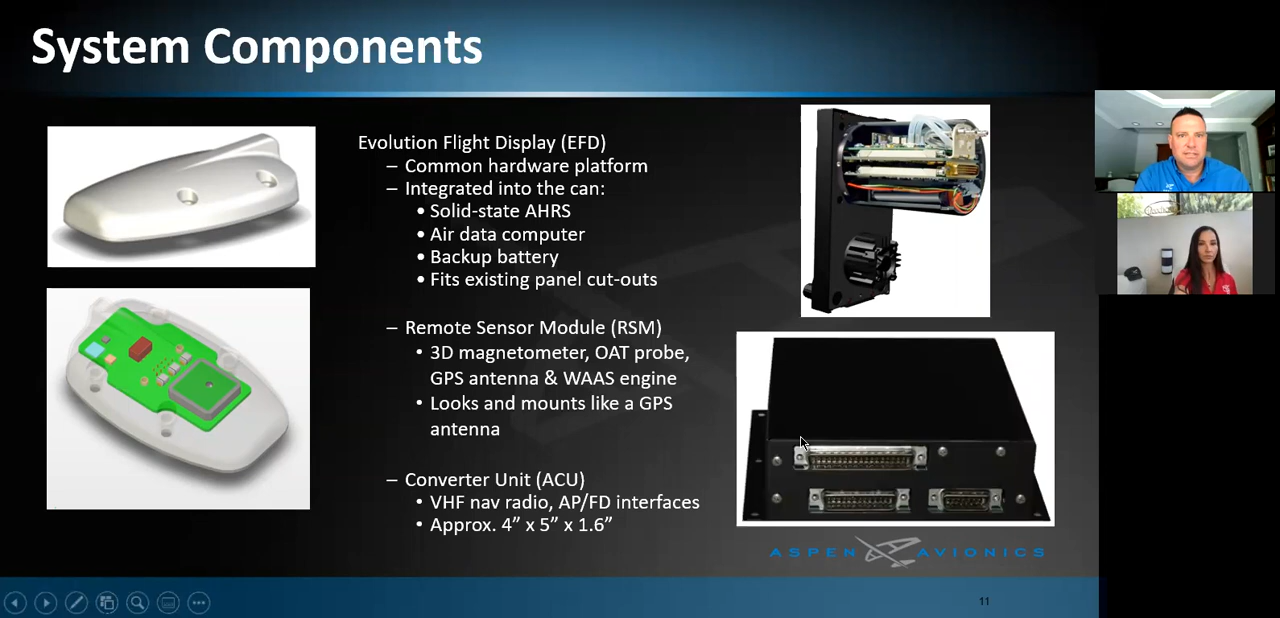 System Components
Evolution Flight Display (EFD)
– Common hardware platform
– Integrated into the can:
• Solid-state AHRS
• Air data computer
• Backup battery
• Fits existing panel cut-outs
– Remote Sensor Module (RSM)
• 3D magnetometer, OAT probe,
GPS antenna & WAAS engine
• Looks and mounts like a GPS
antenna
– Converter Unit (ACU)
• VHF nav radio, AP/FD interfaces
• Approx. 4” x 5” x 1.6”
ASPEN AVIONICS
11